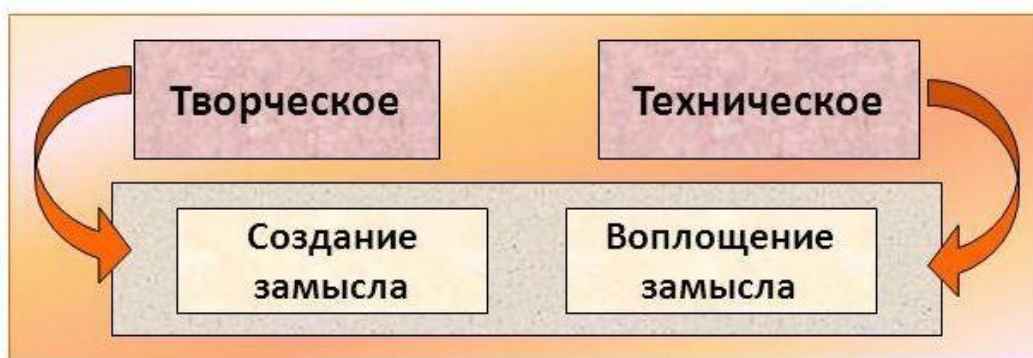 Творческое
Техническое
Создание
замысла
Воплощение
замысла